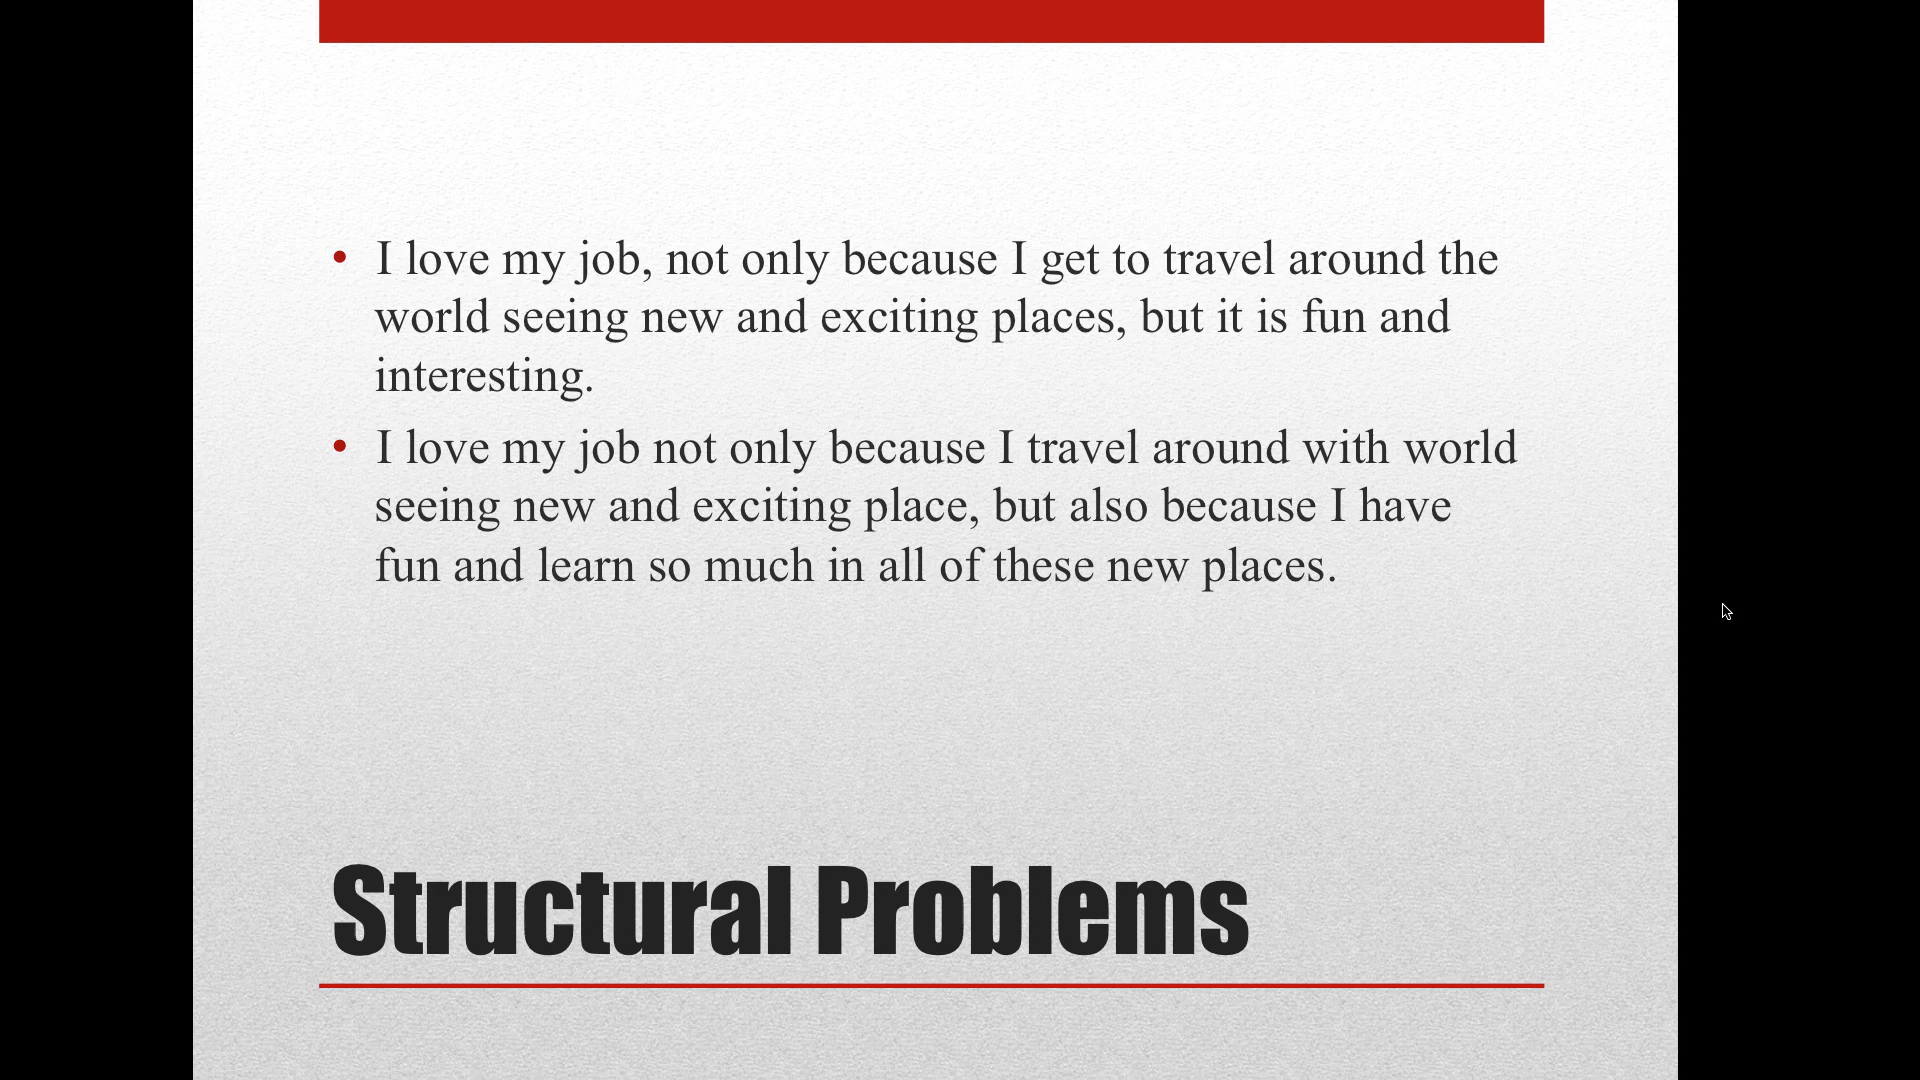 • I love my job, not only because I get to travel around the
world seeing new and exciting places, but it is fun and
interesting.
• I love my job not only because I travel around with world
seeing new and exciting place, but also because I have
fun and learn so much in all of these new places.
Structural Problems